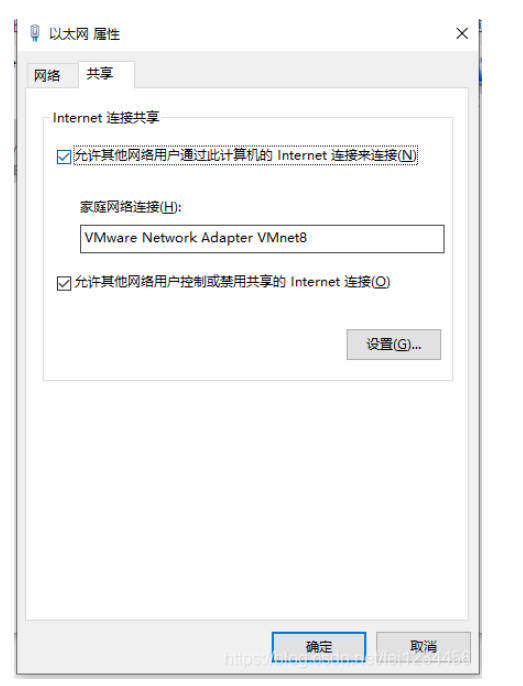 以太网 属性
网络
共享
Internet 连接共享
允许其他网络用户通过此计算机的 Internet 连接来连接(N)
家庭网络连接(H):
VMware Network Adapter VMnet8
允许其他网络用户控制或禁用共享的 Internet 连接(O)
设置(G)...
确定
取消
https://blog.csdn.net/fei1234456